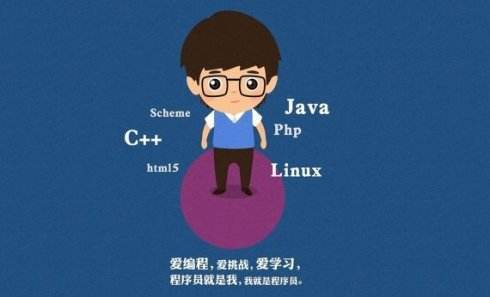 Scheme
Java
C++
Php
html5
Linux
爱编程，爱挑战，爱学习，
程序员就是我，我就是程序员。